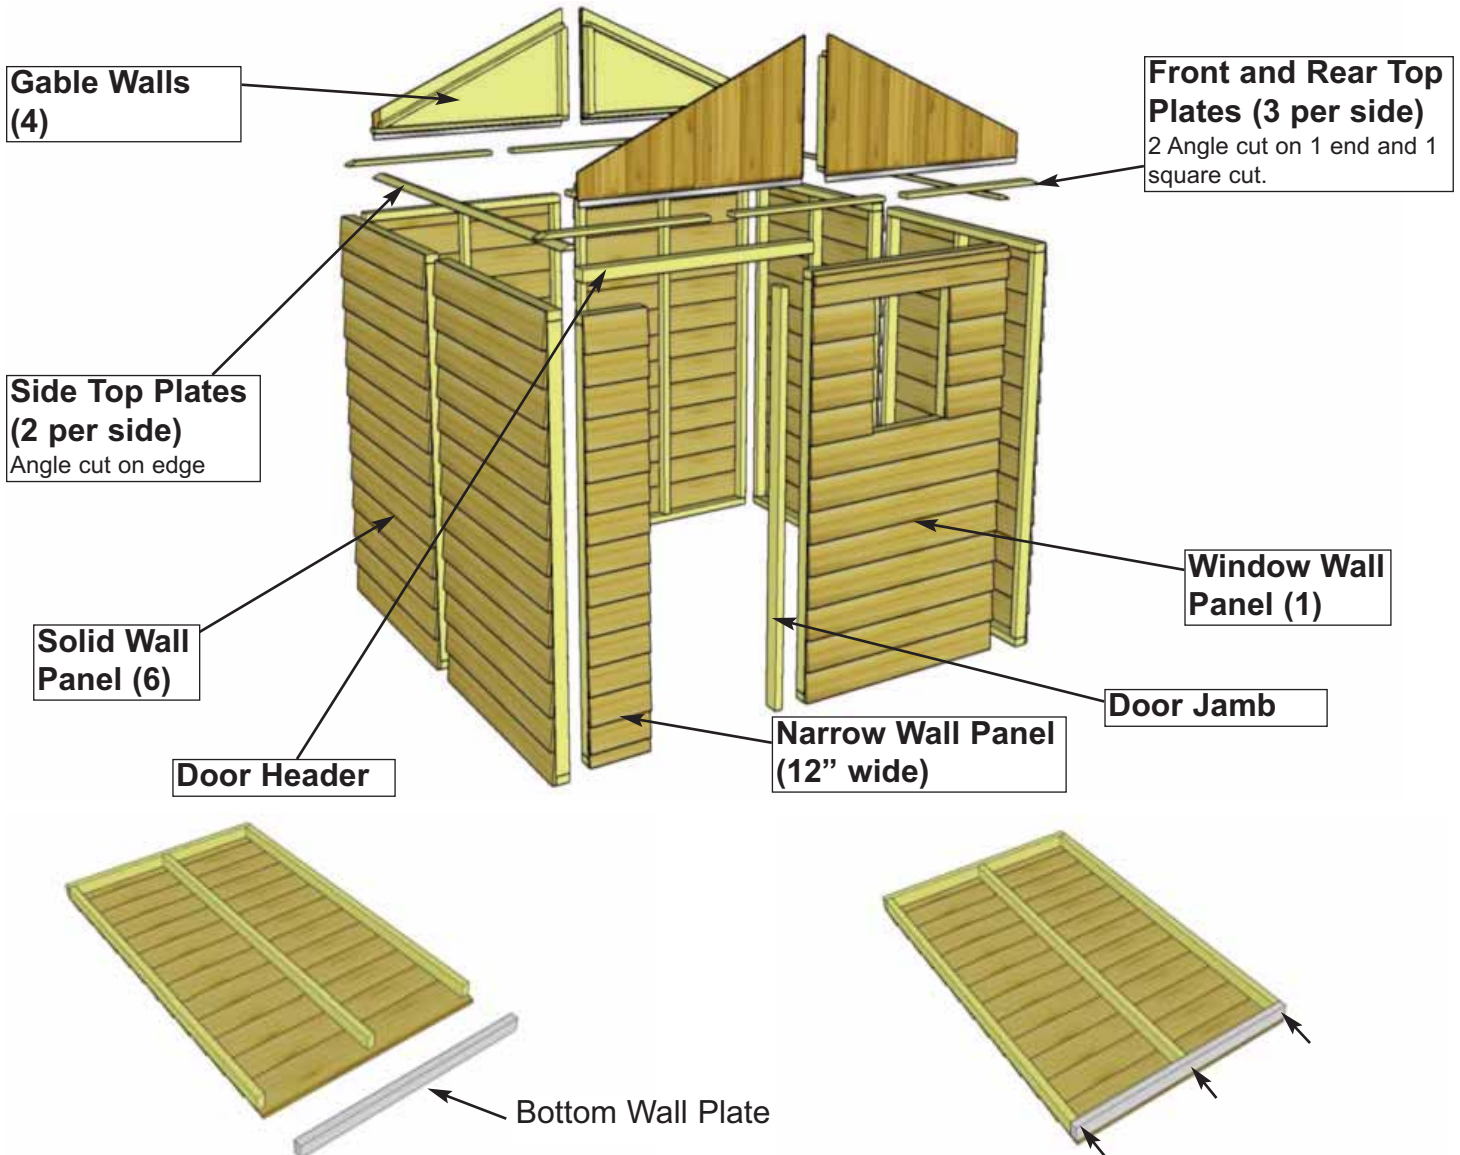 Gable Walls
(4)
Front and Rear Top
Plates (3 per side)
2 Angle cut on 1 end and 1
square cut.
Side Top Plates
(2 per side)
Angle cut on edge
Solid Wall
Panel (6)
Window Wall
Panel (1)
Door Jamb
Narrow Wall Panel
(12” wide)
Door Header
Bottom Wall Plate